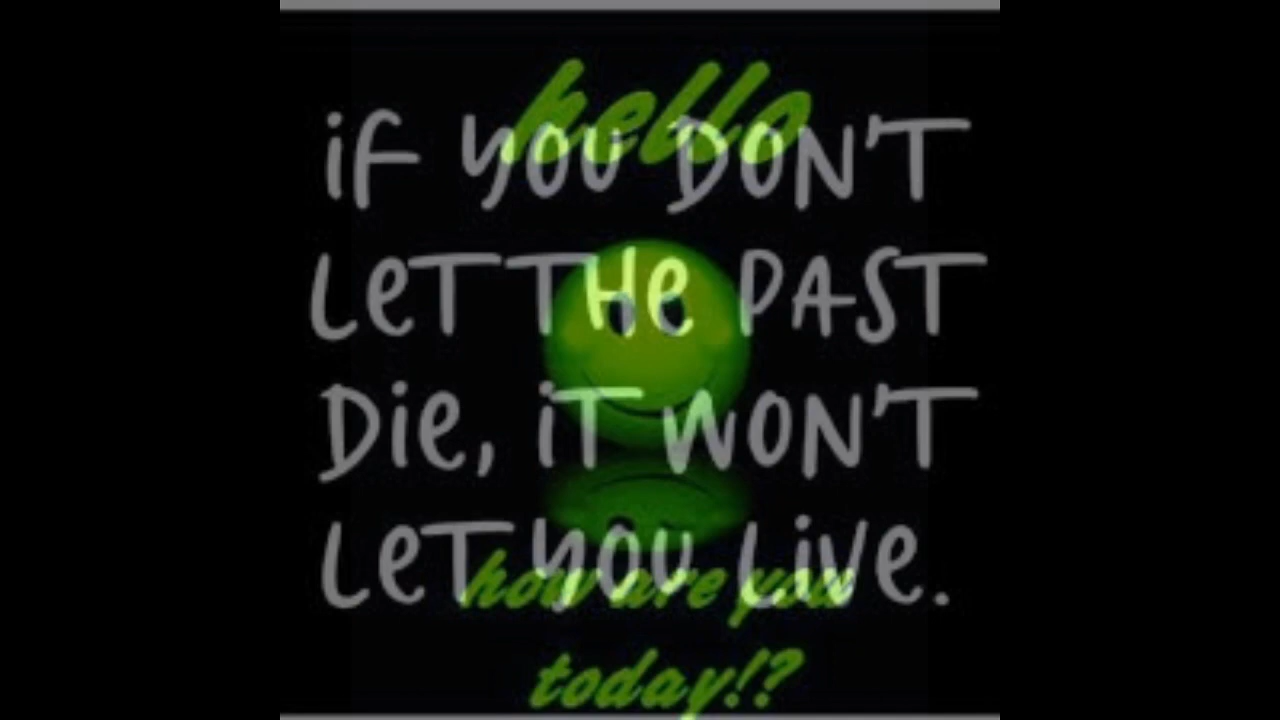 hello
iF YOU DON'T
LeT THe PAST
Die, iT WON'T
LeT YOU LiVe.
how are you
today!?